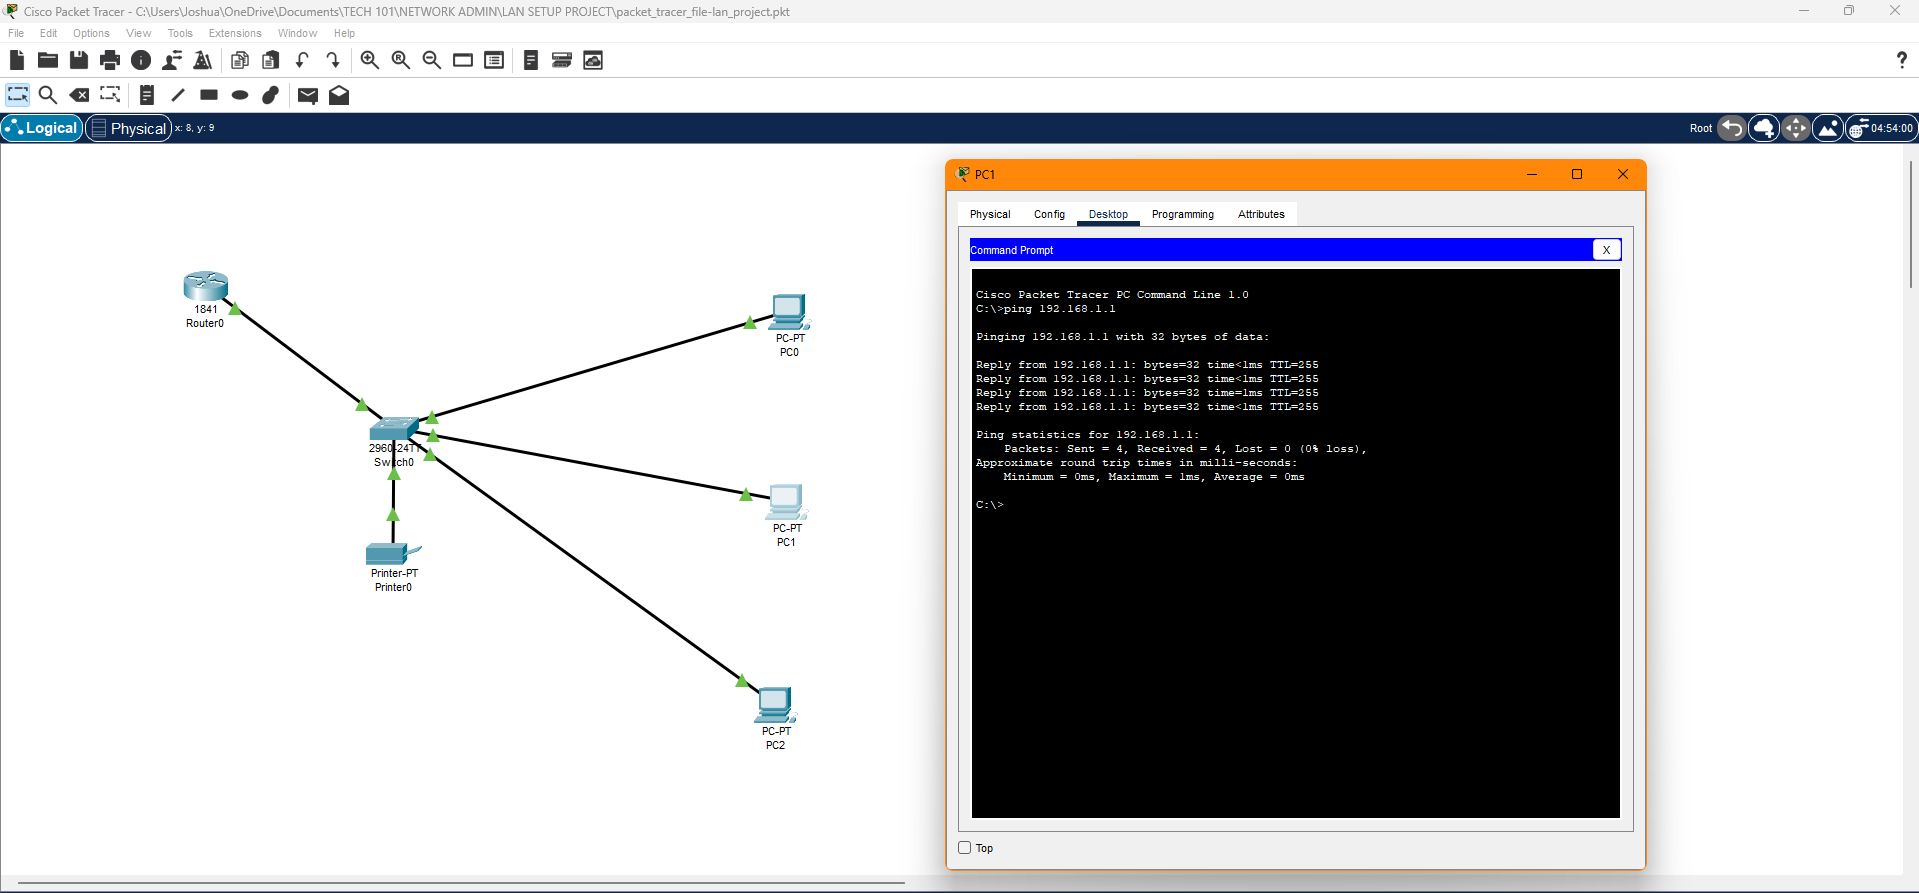 Cisco Packet Tracer - C:\Users\Joshua\OneDrive\Documents\TECH 101\NETWORK ADMIN\LAN SETUP PROJECT\packet_tracer_file-lan_project.pkt
File Edit Options View Tools Extensions Window Help
?
Logical Physical x: 8, y: 9 Root 04:54:00
1841
Router0
PC-PT
PC0
2960-24TT
Switch0
PC-PT
PC1
Printer-PT
Printer0
PC-PT
PC2
PC1
Physical Config Desktop Programming Attributes
Command Prompt X
Cisco Packet Tracer PC Command Line 1.0
C:\>ping 192.168.1.1
Pinging 192.168.1.1 with 32 bytes of data:
Reply from 192.168.1.1: bytes=32 time<1ms TTL=255
Reply from 192.168.1.1: bytes=32 time<1ms TTL=255
Reply from 192.168.1.1: bytes=32 time=1ms TTL=255
Reply from 192.168.1.1: bytes=32 time<1ms TTL=255
Ping statistics for 192.168.1.1:
Packets: Sent = 4, Received = 4, Lost = 0 (0% loss),
Approximate round trip times in milli-seconds:
Minimum = 0ms, Maximum = 1ms, Average = 0ms
C:\>
Top